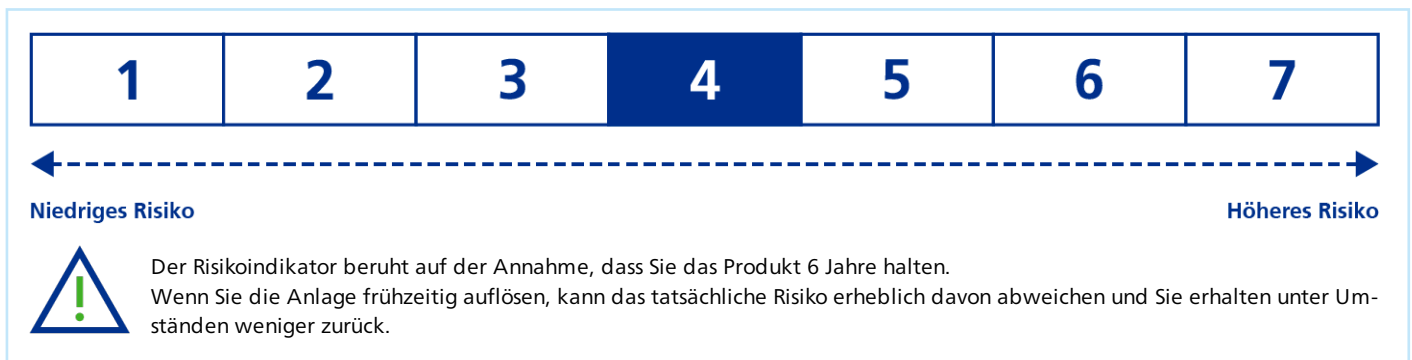 1 2 3 4 5 6 7
Niedriges Risiko Höheres Risiko
Der Risikoindikator beruht auf der Annahme, dass Sie das Produkt 6 Jahre halten.
Wenn Sie die Anlage frühzeitig auflösen, kann das tatsächliche Risiko erheblich davon abweichen und Sie erhalten unter Um-
ständen weniger zurück.